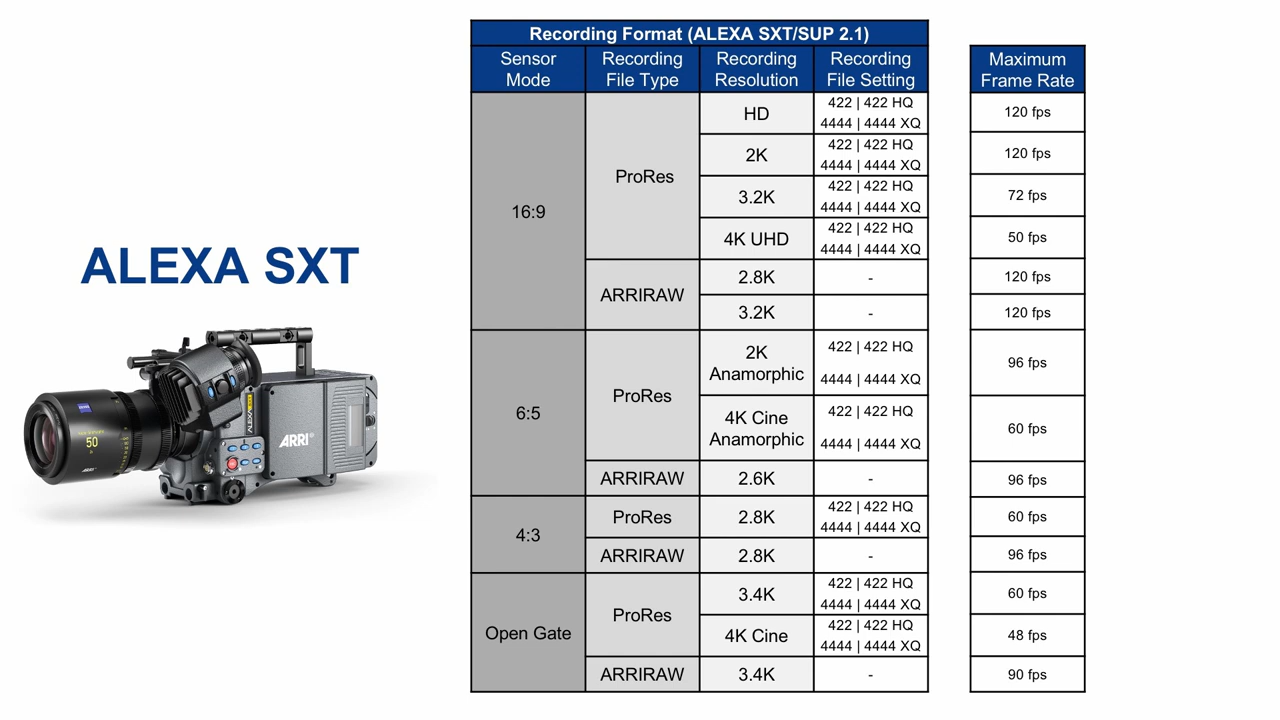 Recording Format (ALEXA SXT/SUP 2.1)
Sensor Mode | Recording File Type | Recording Resolution | Recording File Setting | Maximum Frame Rate
16:9 | ProRes | HD | 422 | 422 HQ
4444 | 4444 XQ | 120 fps
2K | 422 | 422 HQ
4444 | 4444 XQ | 120 fps
3.2K | 422 | 422 HQ
4444 | 4444 XQ | 72 fps
4K UHD | 422 | 422 HQ
4444 | 4444 XQ | 50 fps
ARRIRAW | 2.8K | - | 120 fps
3.2K | - | 120 fps
6:5 | ProRes | 2K Anamorphic | 422 | 422 HQ
4444 | 4444 XQ | 96 fps
4K Cine Anamorphic | 422 | 422 HQ
4444 | 4444 XQ | 60 fps
ARRIRAW | 2.6K | - | 96 fps
4:3 | ProRes | 2.8K | 422 | 422 HQ
4444 | 4444 XQ | 60 fps
ARRIRAW | 2.8K | - | 96 fps
Open Gate | ProRes | 3.4K | 422 | 422 HQ
4444 | 4444 XQ | 60 fps
4K Cine | 422 | 422 HQ
4444 | 4444 XQ | 48 fps
ARRIRAW | 3.4K | - | 90 fps
ALEXA SXT
ZEISS
50
ARRI
ALEXA
ARRI